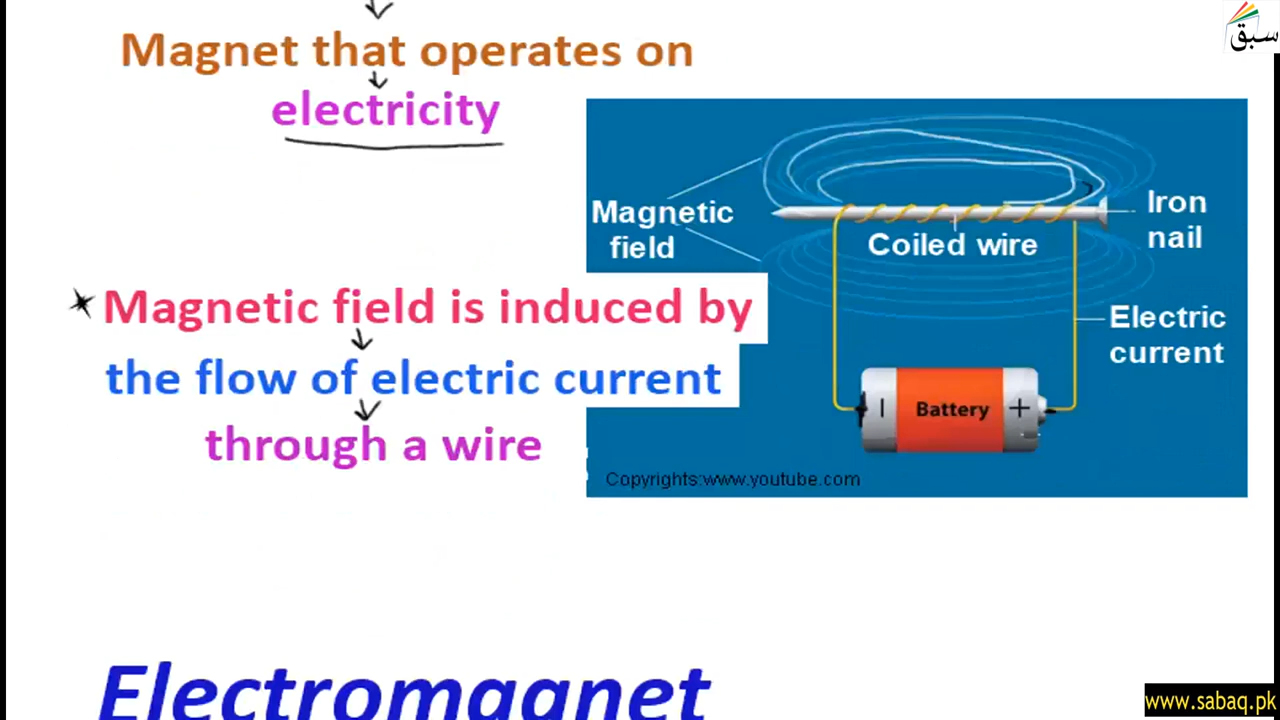 سبق
Magnet that operates on
electricity
Magnetic
field
Coiled wire
Iron
nail
Magnetic field is induced by
the flow of electric current
through a wire
Electric
current
Battery
Copyrights:www.youtube.com
Electromagnet
www.sabaq.pk